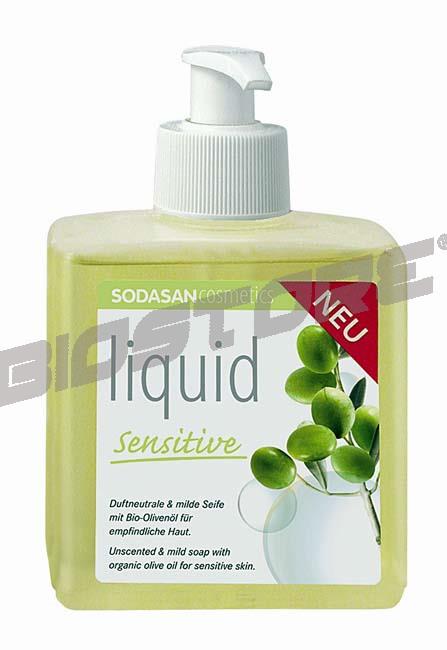 SODASANcosmetics
NEU
liquid
Sensitive
Duftneutrale & milde Seife
mit Bio-Olivenöl für
empfindliche Haut.
Unscented & mild soap with
organic olive oil for sensitive skin.
BIOSTORE®